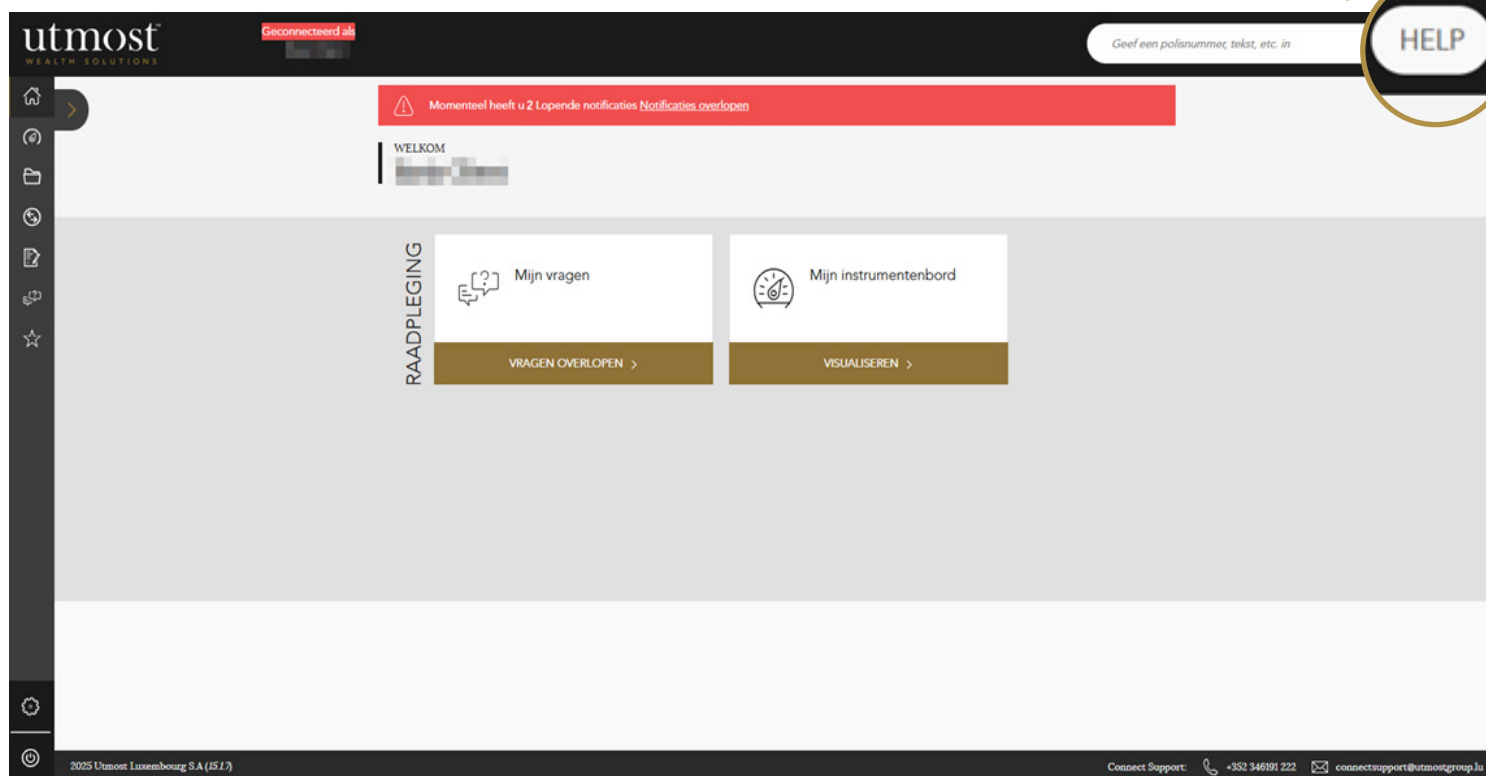 utmost™
WEALTH SOLUTIONS
Geconnecteerd als
Geef een polisnummer, tekst, etc. in
HELP
Momenteel heeft u 2 Lopende notificaties Notificaties overlopen
WELKOM
RAADPLEGING
Mijn vragen
VRAGEN OVERLOPEN >
Mijn instrumentenbord
VISUALISEREN >
2025 Utmost Luxembourg S.A (15.1.7)
Connect Support: +352 346191 222 connectsupport@utmostgroup.lu